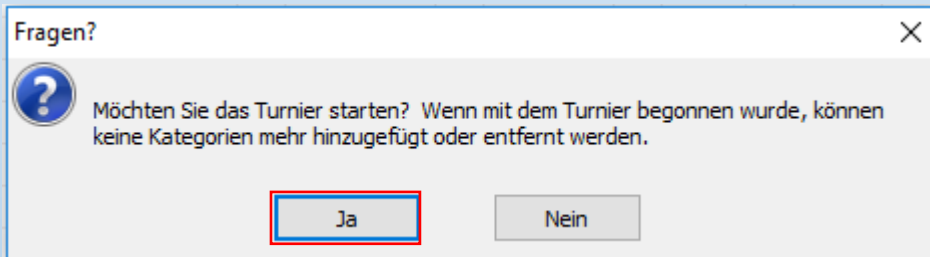 Fragen?
Möchten Sie das Turnier starten?  Wenn mit dem Turnier begonnen wurde, können
keine Kategorien mehr hinzugefügt oder entfernt werden.
Ja
Nein